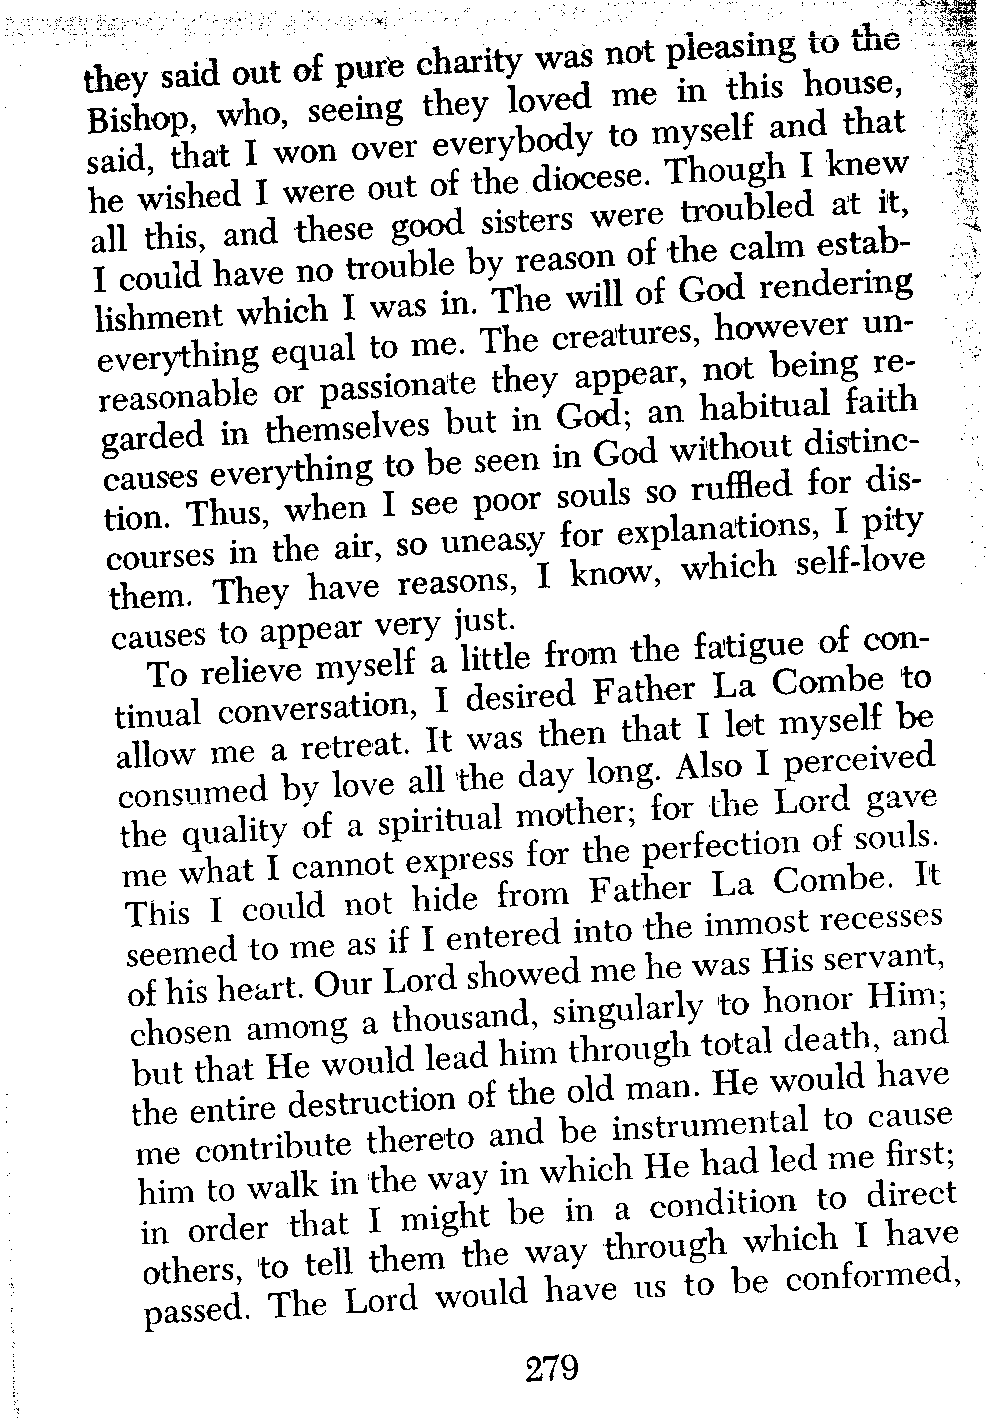 they said out of pure charity was not pleasing to the
Bishop, who, seeing they loved me in this house,
said, that I won over everybody to myself and that
he wished I were out of the diocese. Though I knew
all this, and these good sisters were troubled at it,
I could have no trouble by reason of the calm estab-
lishment which I was in. The will of God rendering
everything equal to me. The creatures, however un-
reasonable or passionate they appear, not being re-
garded in themselves but in God; an habitual faith
causes everything to be seen in God without distinc-
tion. Thus, when I see poor souls so ruffled for dis-
courses in the air, so uneasy for explanations, I pity
them. They have reasons, I know, which self-love
causes to appear very just.
To relieve myself a little from the fatigue of con-
tinual conversation, I desired Father La Combe to
allow me a retreat. It was then that I let myself be
consumed by love all the day long. Also I perceived
the quality of a spiritual mother; for the Lord gave
me what I cannot express for the perfection of souls.
This I could not hide from Father La Combe. It
seemed to me as if I entered into the inmost recesses
of his heart. Our Lord showed me he was His servant,
chosen among a thousand, singularly to honor Him;
but that He would lead him through total death, and
the entire destruction of the old man. He would have
me contribute thereto and be instrumental to cause
him to walk in the way in which He had led me first;
in order that I might be in a condition to direct
others, to tell them the way through which I have
passed. The Lord would have us to be conformed,
279